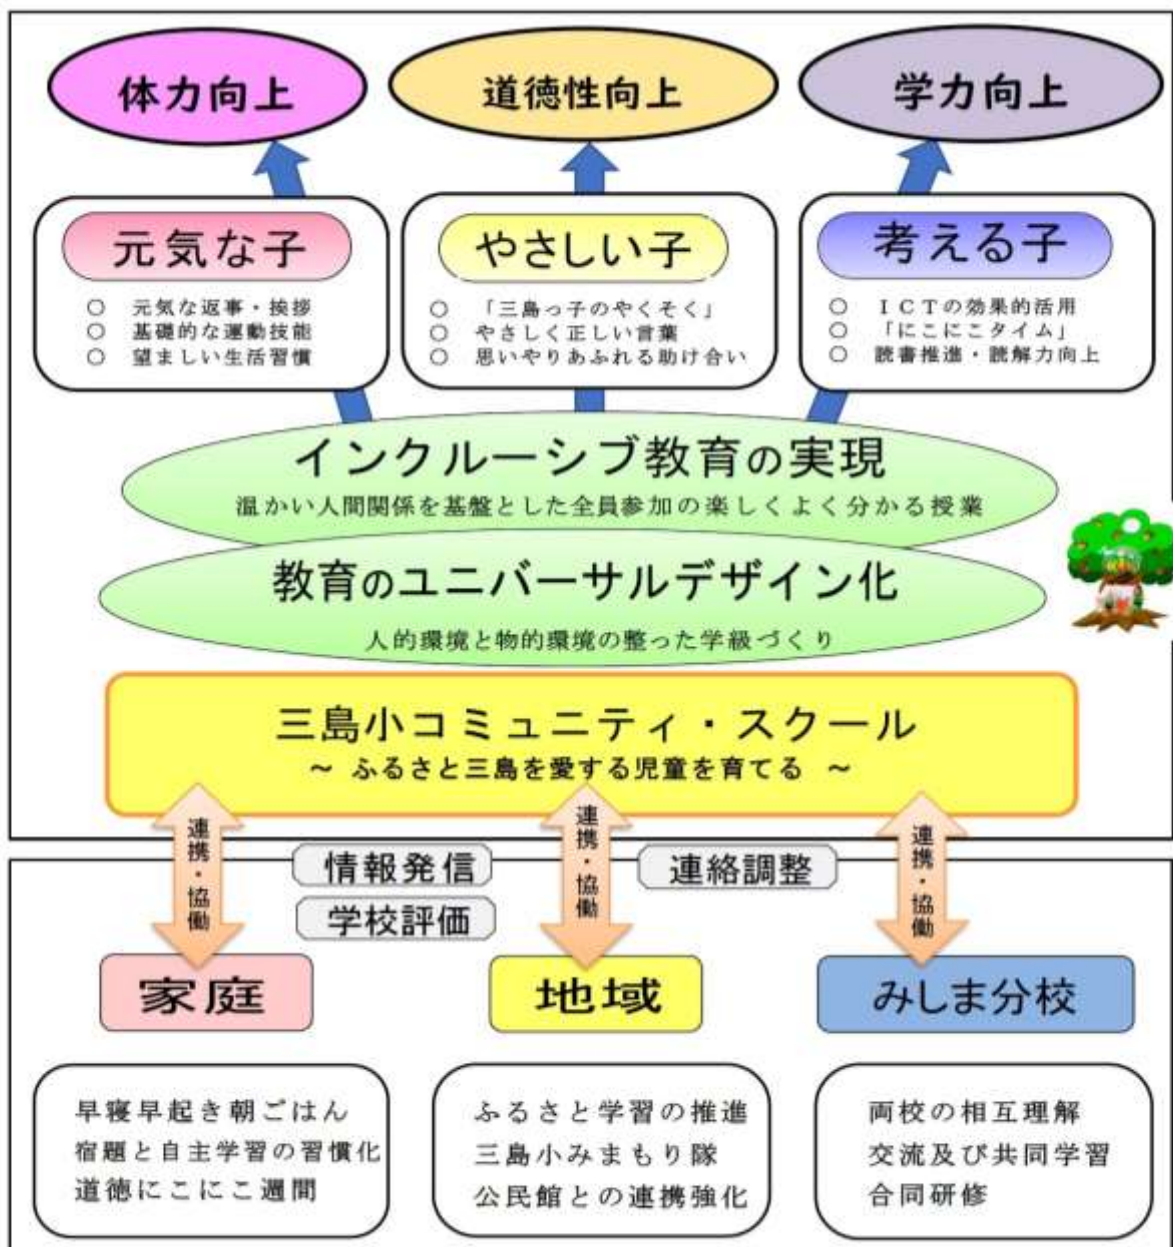 体力向上
道徳性向上
学力向上
元気な子
○ 元気な返事・挨拶
○ 基礎的な運動技能
○ 望ましい生活習慣
やさしい子
○ 「三島っ子のやくそく」
○ やさしく正しい言葉
○ 思いやりあふれる助け合い
考える子
○ ICTの効果的活用
○ 「にこにこタイム」
○ 読書推進・読解力向上
インクルーシブ教育の実現
温かい人間関係を基盤とした全員参加の楽しくよく分かる授業
教育のユニバーサルデザイン化
人的環境と物的環境の整った学級づくり
三島小コミュニティ・スクール
~ ふるさと三島を愛する児童を育てる ~
連携・協働
連携・協働
連携・協働
情報発信
学校評価
連絡調整
家庭
地域
みしま分校
早寝早起き朝ごはん
宿題と自主学習の習慣化
道徳にこにこ週間
ふるさと学習の推進
三島小みまもり隊
公民館との連携強化
両校の相互理解
交流及び共同学習
合同研修